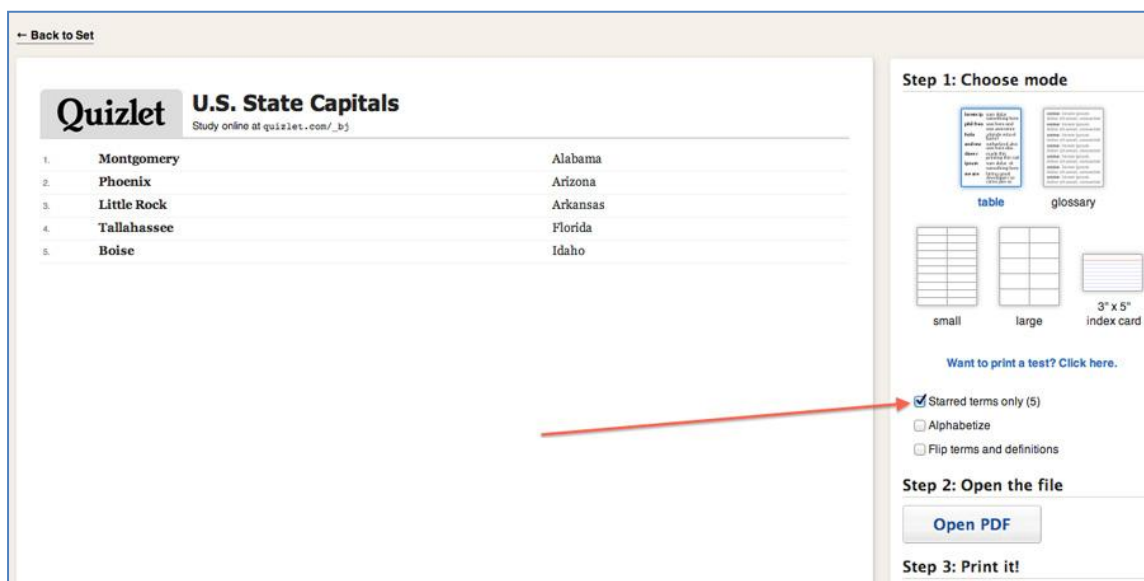 ← Back to Set
Quizlet
U.S. State Capitals
Study online at quizlet.com/_bj
1. Montgomery Alabama
2. Phoenix Arizona
3. Little Rock Arkansas
4. Tallahassee Florida
5. Boise Idaho
Step 1: Choose mode
table glossary
small large 3" x 5"
index card
Want to print a test? Click here.
Starred terms only (5)
Alphabetize
Flip terms and definitions
Step 2: Open the file
Open PDF
Step 3: Print it!